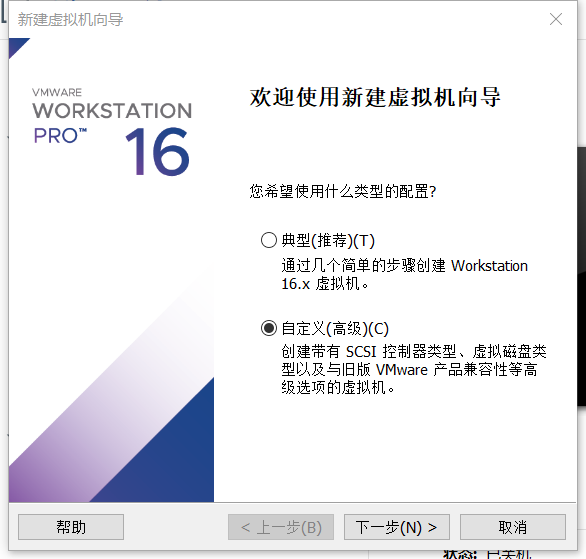 新建虚拟机向导
VMWARE
WORKSTATION
PRO™ 16
欢迎使用新建虚拟机向导
您希望使用什么类型的配置?
典型(推荐)(T)
通过几个简单的步骤创建 Workstation
16.x 虚拟机。
自定义(高级)(C)
创建带有 SCSI 控制器类型、虚拟磁盘类
型以及与旧版 VMware 产品兼容性等高
级选项的虚拟机。
帮助
< 上一步(B)
下一步(N) >
取消
状态: 已关机